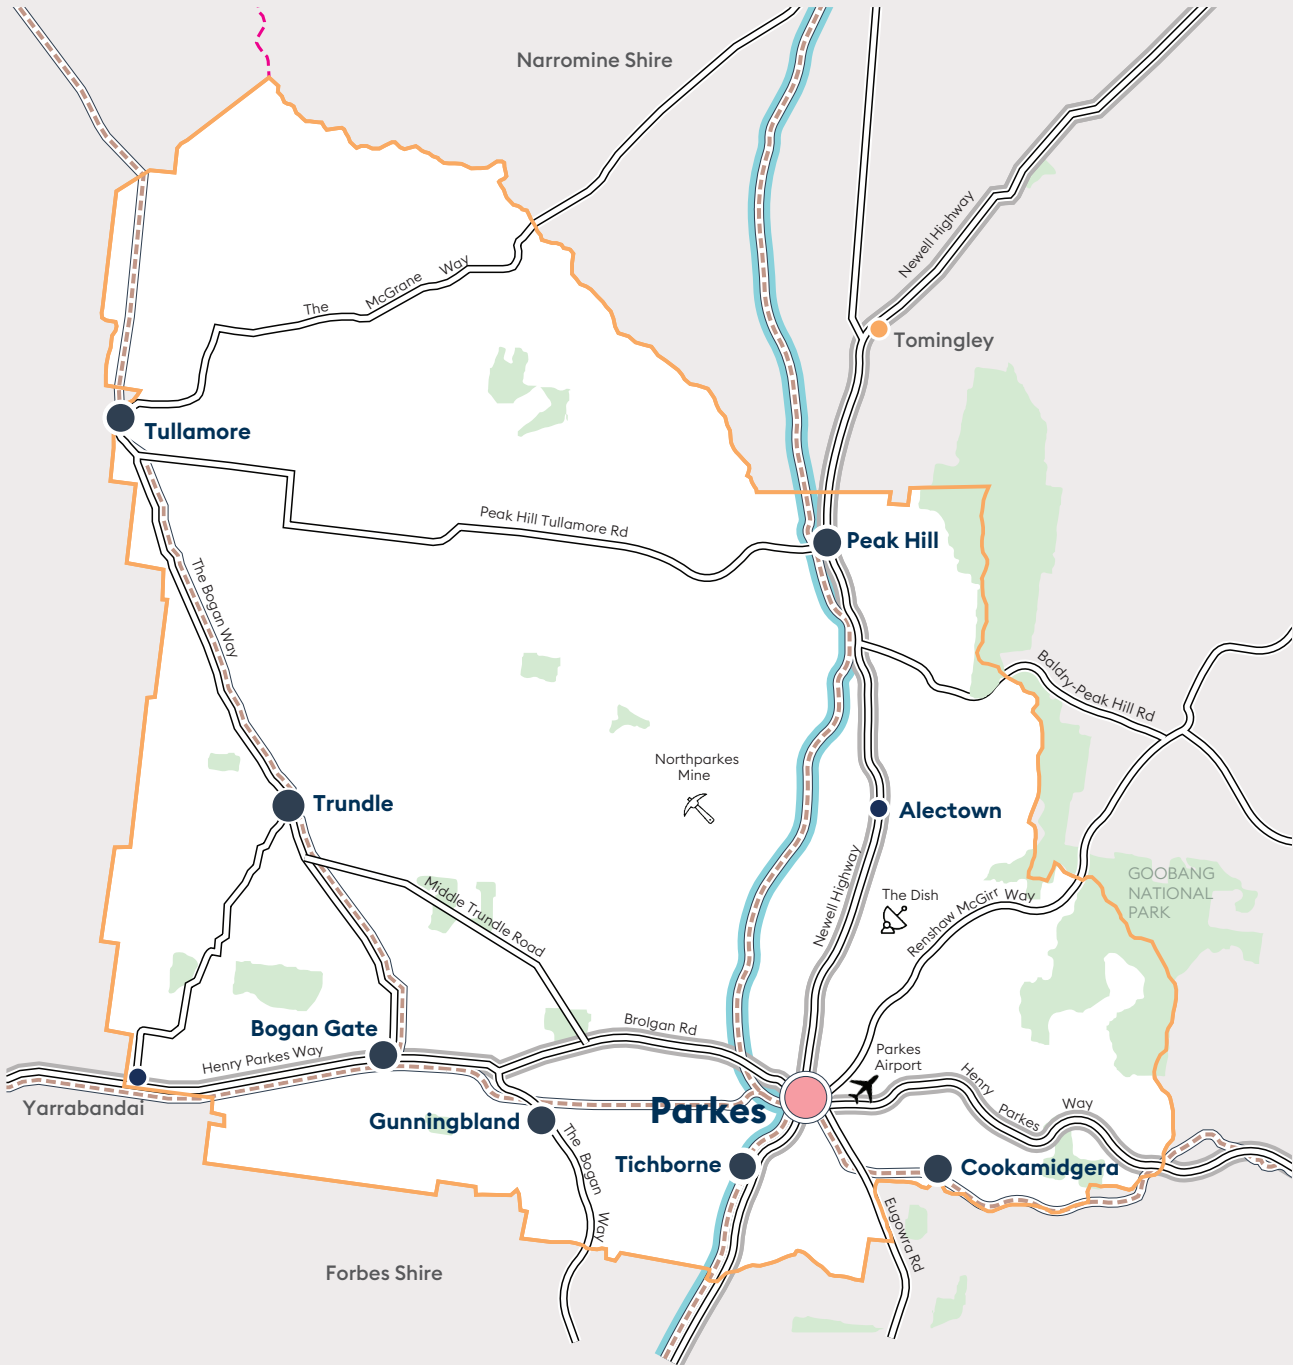 Narromine Shire
Newell Highway
The McGrane Way
Tomingley
Tullamore
Peak Hill Tullamore Rd
Peak Hill
The Bogan Way
Baldry-Peak Hill Rd
Northparkes
Mine
Trundle
Alectown
Newell Highway
Middle Trundle Road
The Dish
Renshaw McGirr Way
GOOBANG
NATIONAL
PARK
Bogan Gate
Brolgan Rd
Henry Parkes Way
Parkes
Airport
Henry Parkes Way
Yarrabandai
Gunningbland
Parkes
The Bogan Way
Tichborne
Cookamidgera
Eugowra Rd
Forbes Shire